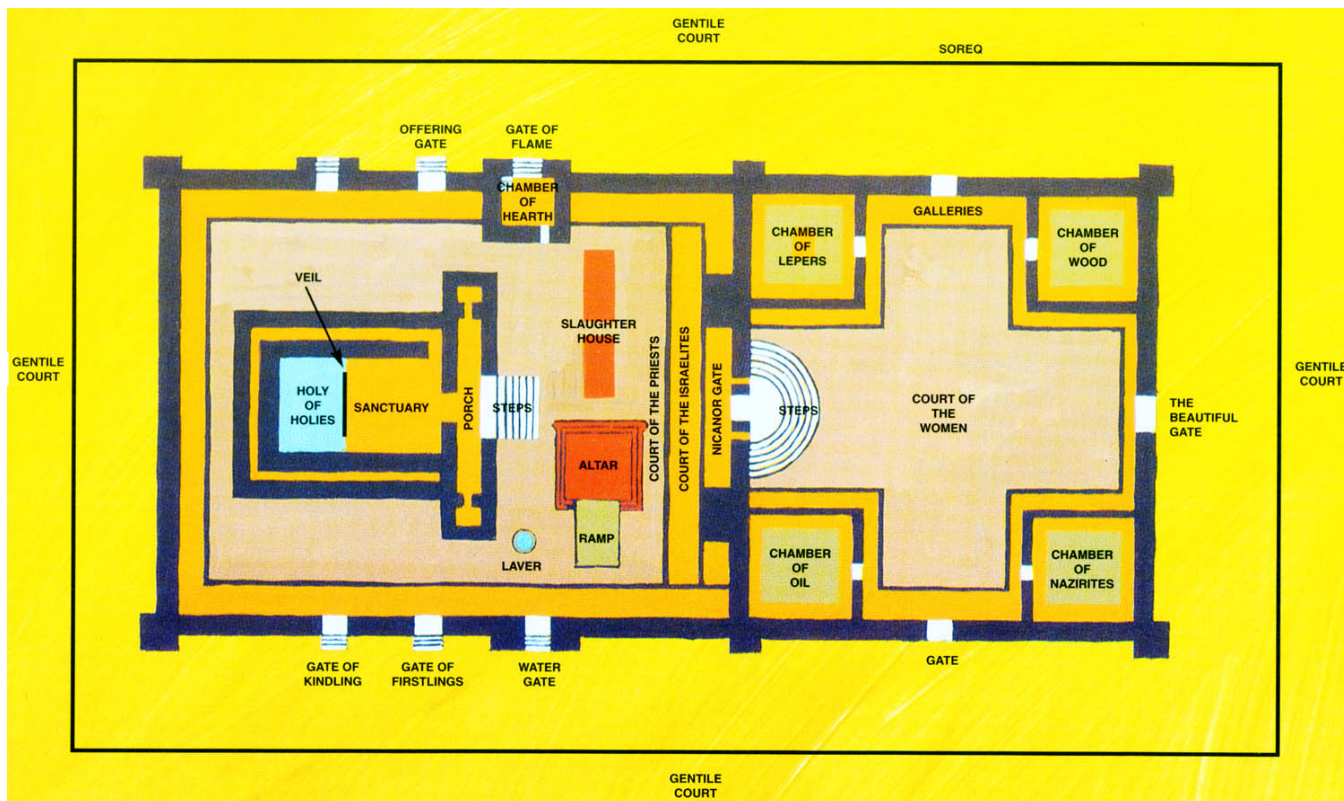 GENTILE
COURT
SOREQ
OFFERING
GATE
GATE OF
FLAME
CHAMBER
OF
HEARTH
GALLERIES
CHAMBER
OF
LEPERS
CHAMBER
OF
WOOD
VEIL
SLAUGHTER
HOUSE
GENTILE
COURT
HOLY
OF
HOLIES
SANCTUARY
PORCH
STEPS
COURT OF THE PRIESTS
COURT OF THE ISRAELITES
NICANOR GATE
STEPS
COURT OF
THE
WOMEN
THE
BEAUTIFUL
GATE
GENTILE
COURT
ALTAR
RAMP
LAVER
CHAMBER
OF
OIL
CHAMBER
OF
NAZIRITES
GATE OF
KINDLING
GATE OF
FIRSTLINGS
WATER
GATE
GATE
GENTILE
COURT